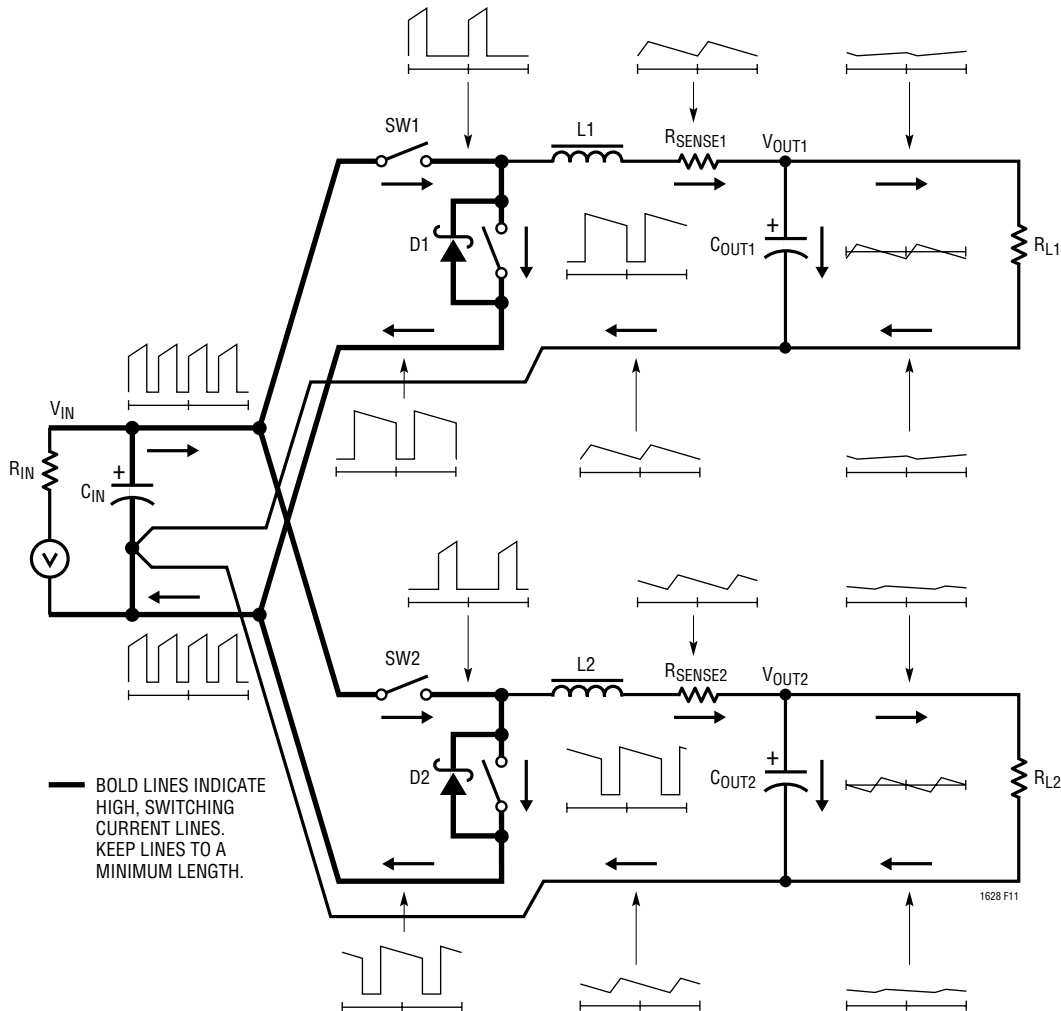 SW1
L1
RSENSE1
VOUT1
D1
COUT1
+
RL1
VIN
RIN
CIN
+
V
SW2
L2
RSENSE2
VOUT2
D2
COUT2
+
RL2
BOLD LINES INDICATE
HIGH, SWITCHING
CURRENT LINES.
KEEP LINES TO A
MINIMUM LENGTH.
1628 F11